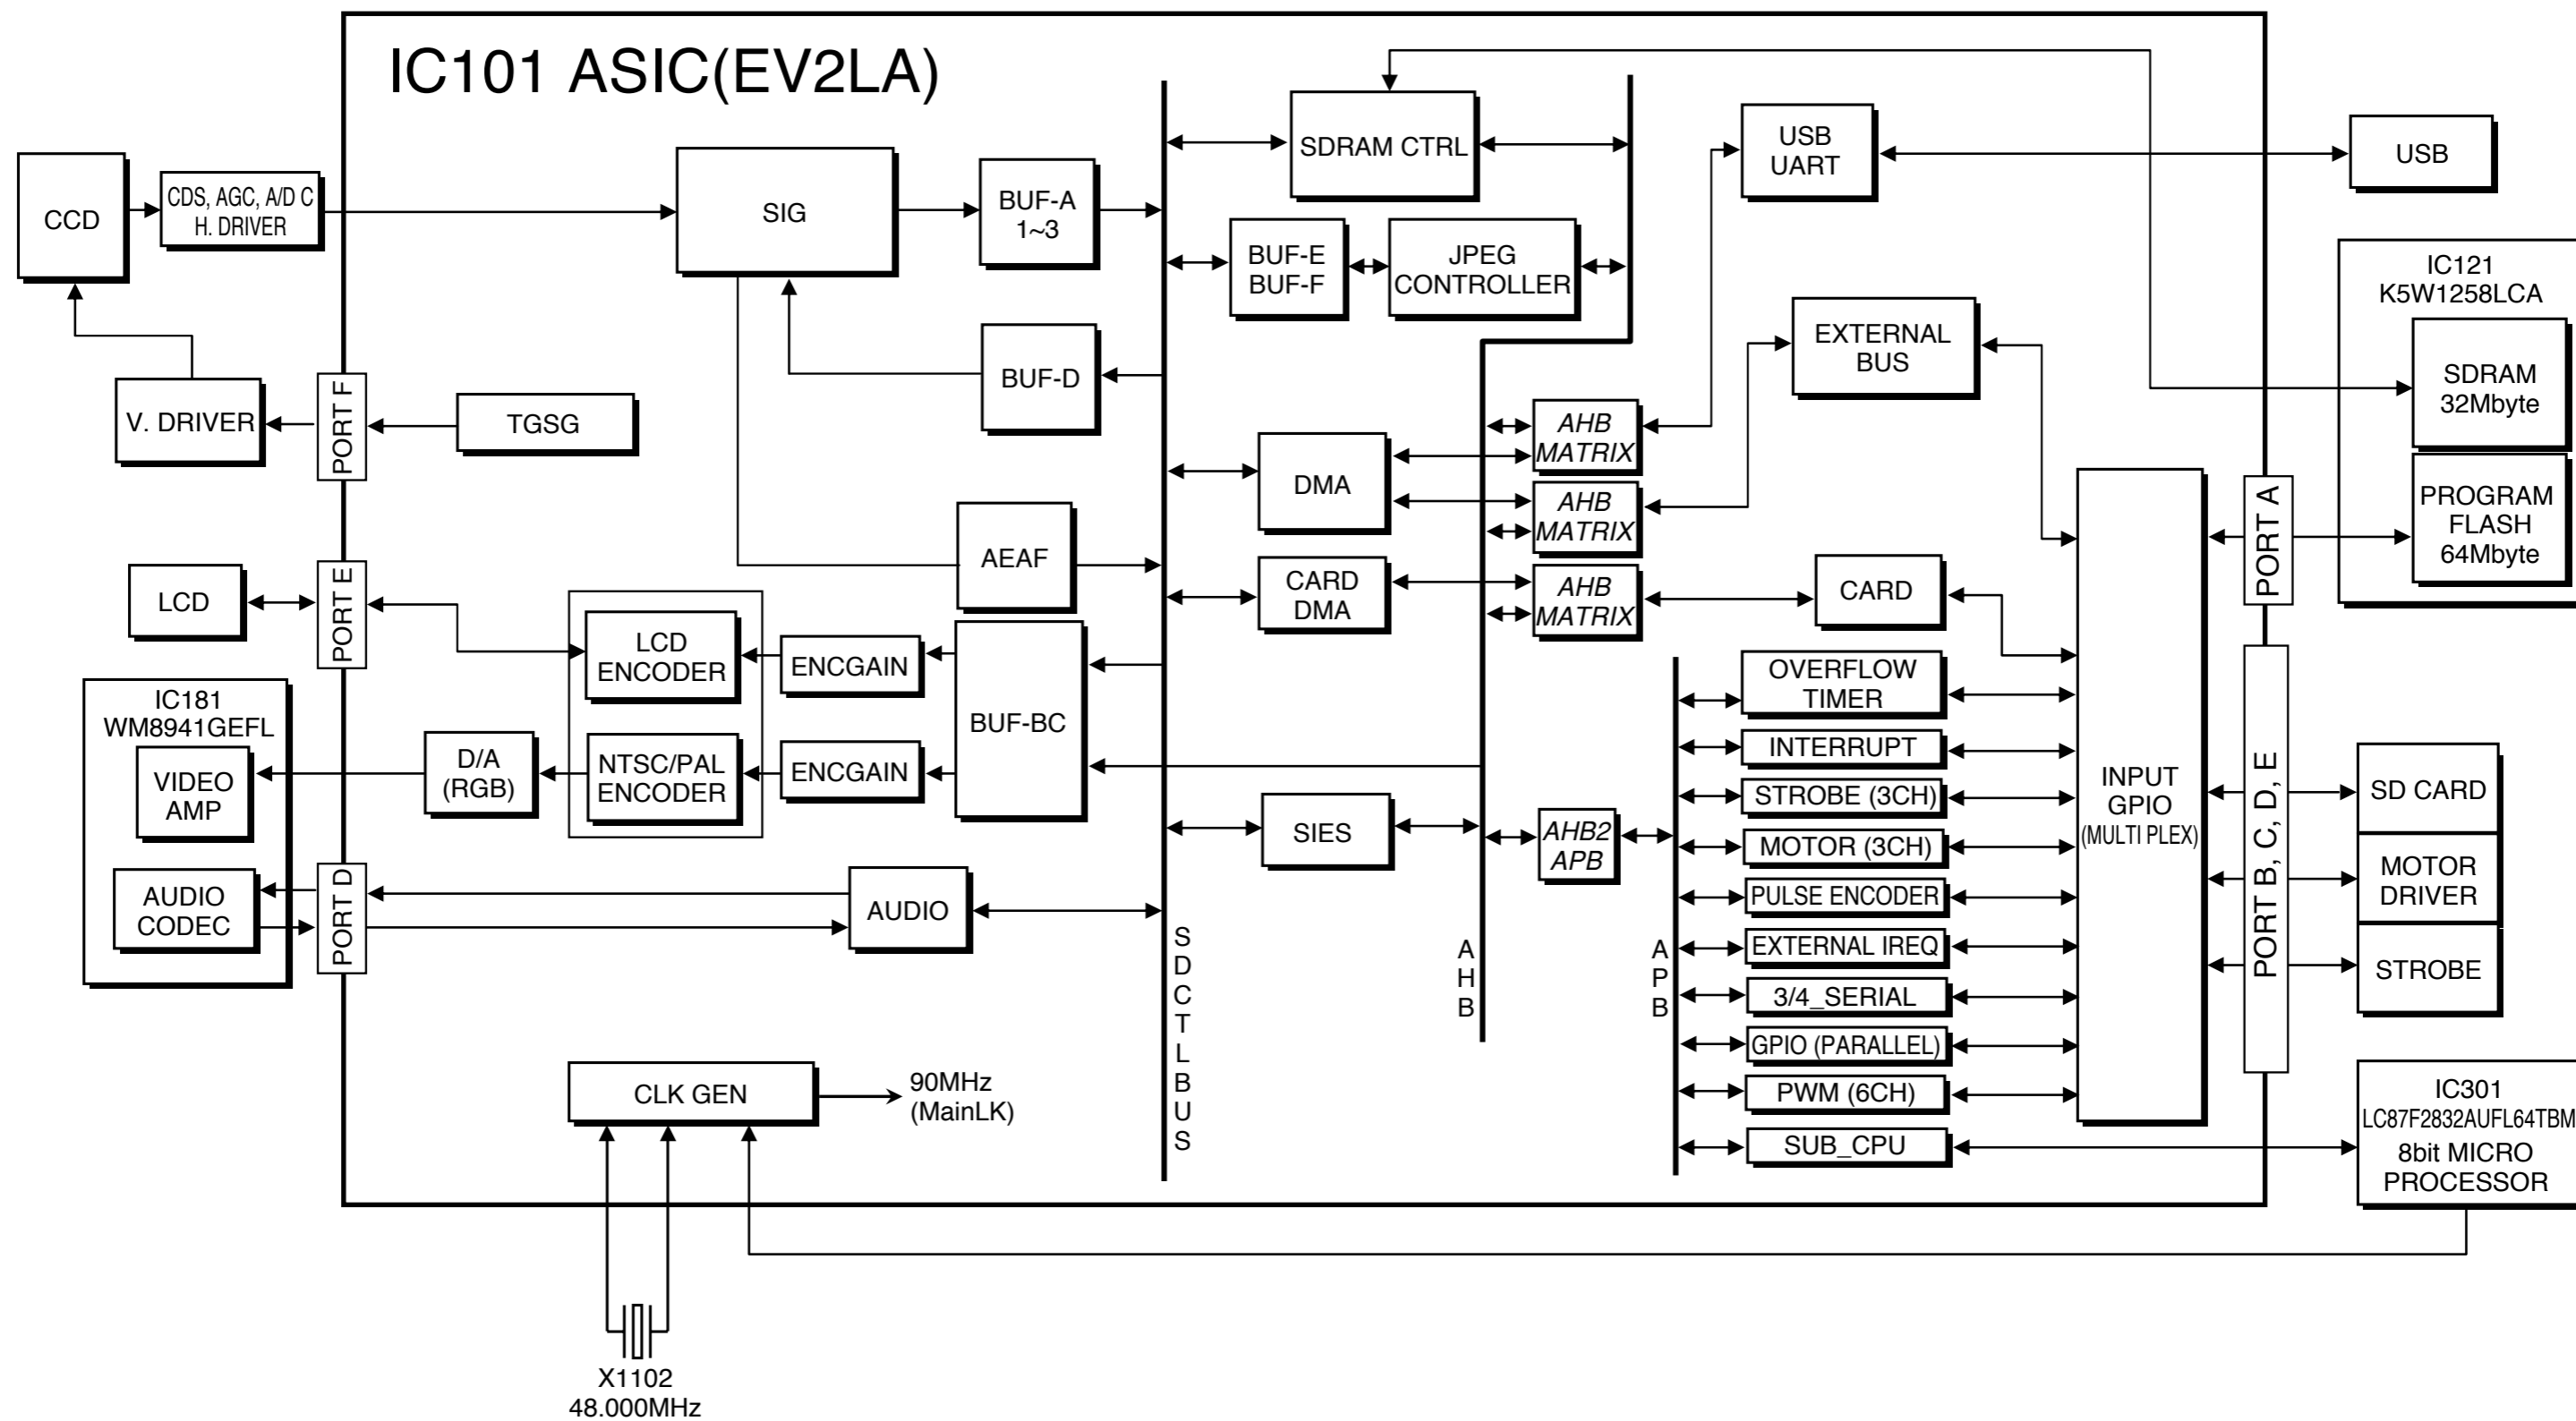 IC101 ASIC(EV2LA)
CCD
CDS, AGC, A/D C
H. DRIVER
SIG
BUF-A
1~3
SDRAM CTRL
USB
UART
USB
BUF-E
BUF-F
JPEG
CONTROLLER
IC121
K5W1258LCA
EXTERNAL
BUS
SDRAM
32Mbyte
PROGRAM
FLASH
64Mbyte
V. DRIVER
PORT F
TGSG
BUF-D
AHB
MATRIX
DMA
AHB
MATRIX
PORT A
AEAF
CARD
DMA
AHB
MATRIX
CARD
LCD
PORT E
LCD
ENCODER
ENCGAIN
BUF-BC
OVERFLOW
TIMER
IC181
WM8941GEFL
VIDEO
AMP
D/A
(RGB)
NTSC/PAL
ENCODER
ENCGAIN
INTERRUPT
STROBE (3CH)
INPUT
GPIO
(MULTI PLEX)
PORT B, C, D, E
SD CARD
SIES
AHB2
APB
MOTOR (3CH)
MOTOR
DRIVER
AUDIO
CODEC
PORT D
AUDIO
PULSE ENCODER
EXTERNAL IREQ
STROBE
SDCTLBUS
AHB
APB
3/4_SERIAL
GPIO (PARALLEL)
PWM (6CH)
SUB_CPU
CLK GEN
90MHz
(MainLK)
IC301
LC87F2832AUFL64TBM
8bit MICRO
PROCESSOR
X1102
48.000MHz